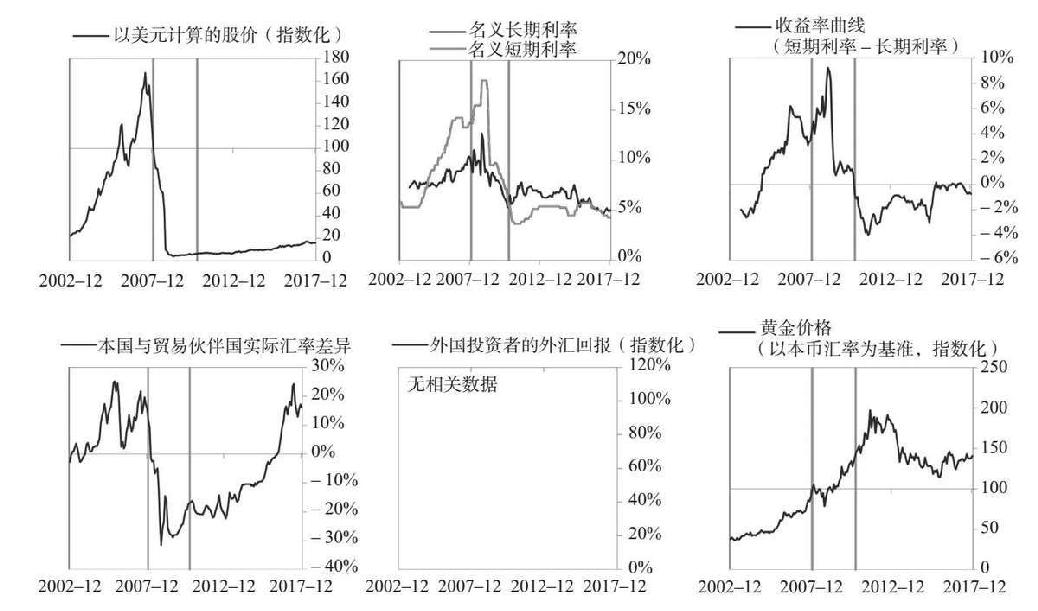 以美元计算的股价（指数化）
180
160
140
120
100
80
60
40
20
0
2002–12 2007–12 2012–12 2017–12
名义长期利率
名义短期利率
20%
15%
10%
5%
0%
2002–12 2007–12 2012–12 2017–12
收益率曲线
（短期利率－长期利率）
10%
8%
6%
4%
2%
0%
－2%
－4%
－6%
2002–12 2007–12 2012–12 2017–12
本国与贸易伙伴国实际汇率差异
30%
20%
10%
0%
－10%
－20%
－30%
－40%
2002–12 2007–12 2012–12 2017–12
外国投资者的外汇回报（指数化）
无相关数据
120%
100%
80%
60%
40%
20%
0%
2002–12 2007–12 2012–12 2017–12
黄金价格
（以本币汇率为基准，指数化）
250
200
150
100
50
0
2002–12 2007–12 2012–12 2017–12